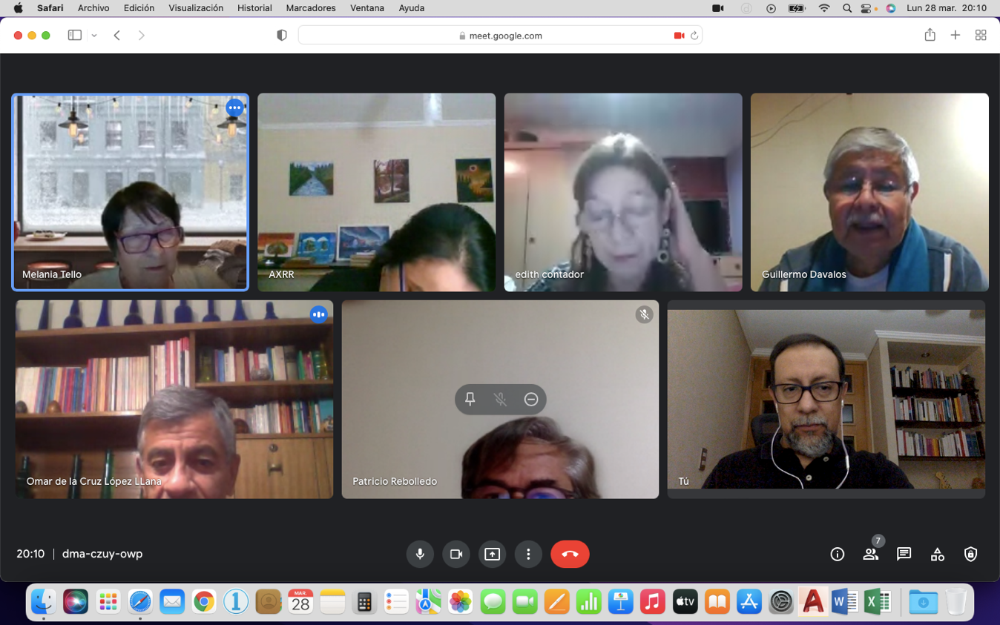 Safari Archivo Edición Visualización Historial Marcadores Ventana Ayuda Lun 28 mar. 20:10
meet.google.com
Melania Tello
AXRR
edith contador
Guillermo Davalos
Omar de la Cruz López LLana
Patricio Rebolledo
Tú
20:10 | dma-czuy-owp
7
MAR.
28
1
tv
A
W
X